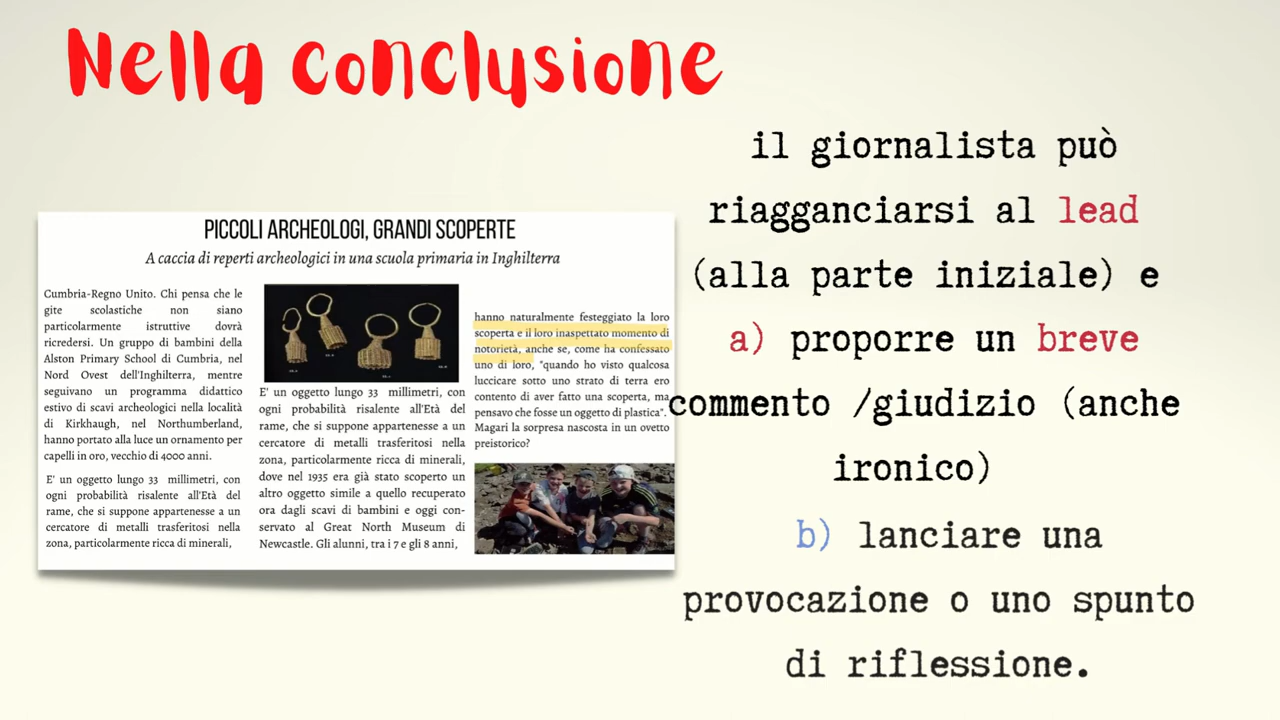 Nella conclusione
PICCOLI ARCHEOLOGI, GRANDI SCOPERTE
A caccia di reperti archeologici in una scuola primaria in Inghilterra
Cumbria-Regno Unito. Chi pensa che le
gite scolastiche non siano
particolarmente istruttive dovrà
ricredersi. Un gruppo di bambini della
Alston Primary School di Cumbria, nel
Nord Ovest dell'Inghilterra, mentre
seguivano un programma didattico
estivo di scavi archeologici nella località
di Kirkhaugh, nel Northumberland,
hanno portato alla luce un ornamento per
capelli in oro, vecchio di 4000 anni.
E' un oggetto lungo 33 millimetri, con
ogni probabilità risalente all'Età del
rame, che si suppone appartenesse a un
cercatore di metalli trasferitosi nella
zona, particolarmente ricca di minerali,
E' un oggetto lungo 33 millimetri, con
ogni probabilità risalente all'Età del
rame, che si suppone appartenesse a un
cercatore di metalli trasferitosi nella
zona, particolarmente ricca di minerali,
dove nel 1935 era già stato scoperto un
altro oggetto simile a quello recuperato
ora dagli scavi di bambini e oggi con-
servato al Great North Museum di
Newcastle. Gli alunni, tra i 7 e gli 8 anni,
hanno naturalmente festeggiato la loro
scoperta e il loro inaspettato momento di
notorietà, anche se, come ha confessato
uno di loro, "quando ho visto qualcosa
luccicare sotto uno strato di terra ero
contento di aver fatto una scoperta, ma
pensavo che fosse un oggetto di plastica".
Magari la sorpresa nascosta in un ovetto
preistorico?
il giornalista può
riagganciarsi al lead
(alla parte iniziale) e
a) proporre un breve
commento /giudizio (anche
ironico)
b) lanciare una
provocazione o uno spunto
di riflessione.